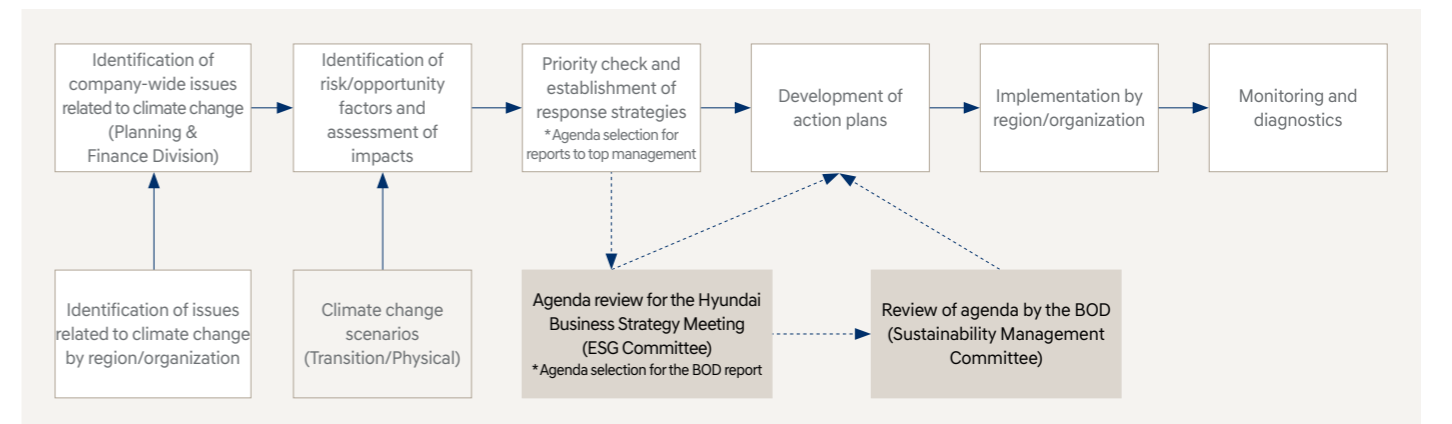 Identification of
company-wide issues
related to climate change
(Planning &
Finance Division)
Identification of
risk/opportunity
factors and
assessment of
impacts
Priority check and
establishment of
response strategies
*Agenda selection for
reports to top management
Development of
action plans
Implementation by
region/organization
Monitoring and
diagnostics
Identification of issues
related to climate change
by region/organization
Climate change
scenarios
(Transition/Physical)
Agenda review for the Hyundai
Business Strategy Meeting
(ESG Committee)
*Agenda selection for the BOD report
Review of agenda by the BOD
(Sustainability Management
Committee)